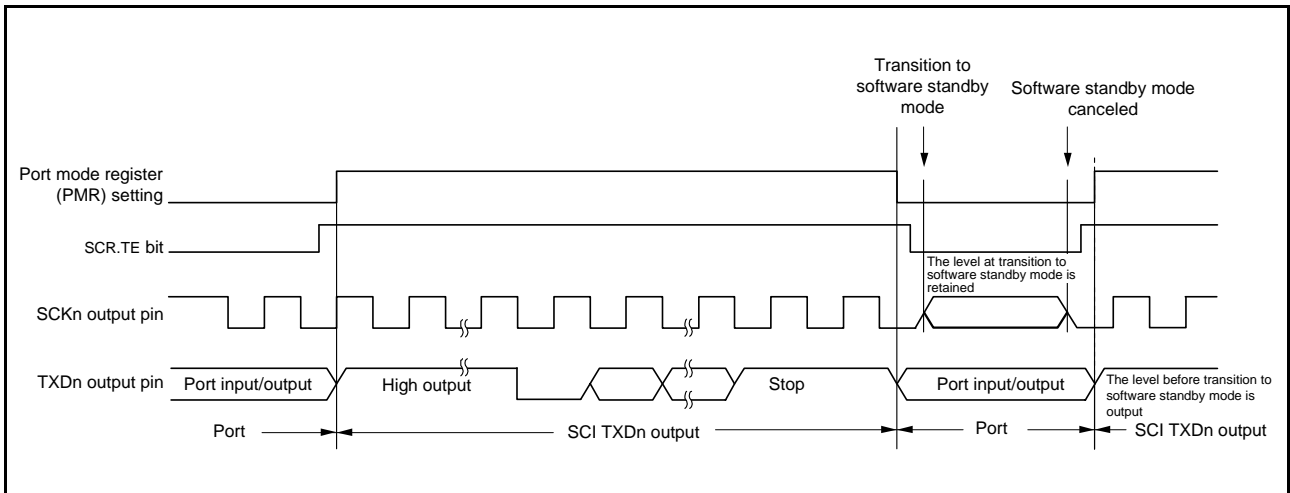 Transition to
software standby
mode
Software standby mode
canceled
Port mode register
(PMR) setting
SCR.TE bit
The level at transition to
software standby mode is
retained
SCKn output pin
TXDn output pin
Port input/output
High output
Stop
Port input/output
The level before transition to
software standby mode is
output
Port
SCI TXDn output
Port
SCI TXDn output